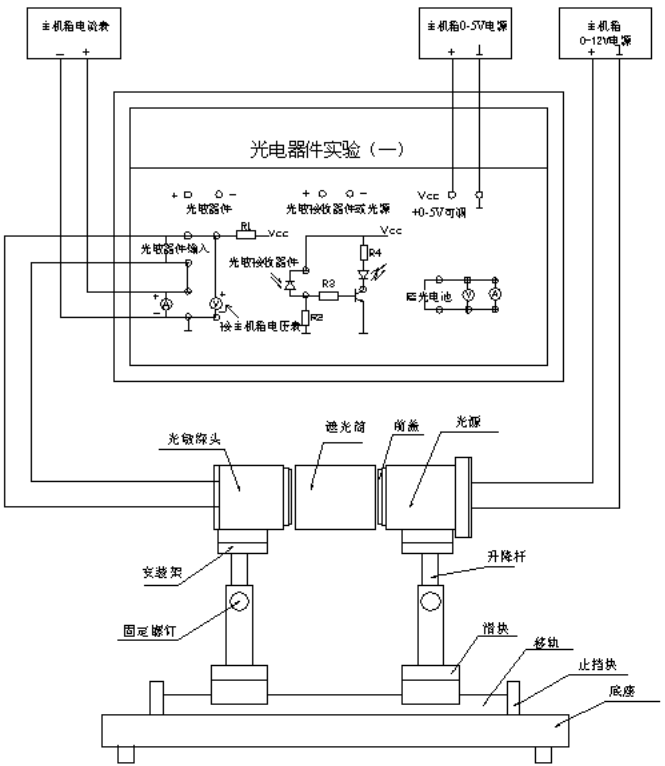 主机箱电流表
− +
主机箱0-5V电源
+ ⊥
主机箱
0-12V电源
+ ⊥
光电器件实验（一）
+ −
光敏器件
+ −
光敏接收器件或光源
Vcc
+0-5V可调
R1
Vcc
光敏器件输入
+ A −
+ V
接主机箱电压表
光敏接收器件
R2
R3
R4
Vcc
硅光电池
V
A
光敏探头
遮光筒
前盖
光源
安装架
升降杆
固定螺钉
滑块
移轨
止挡块
底座